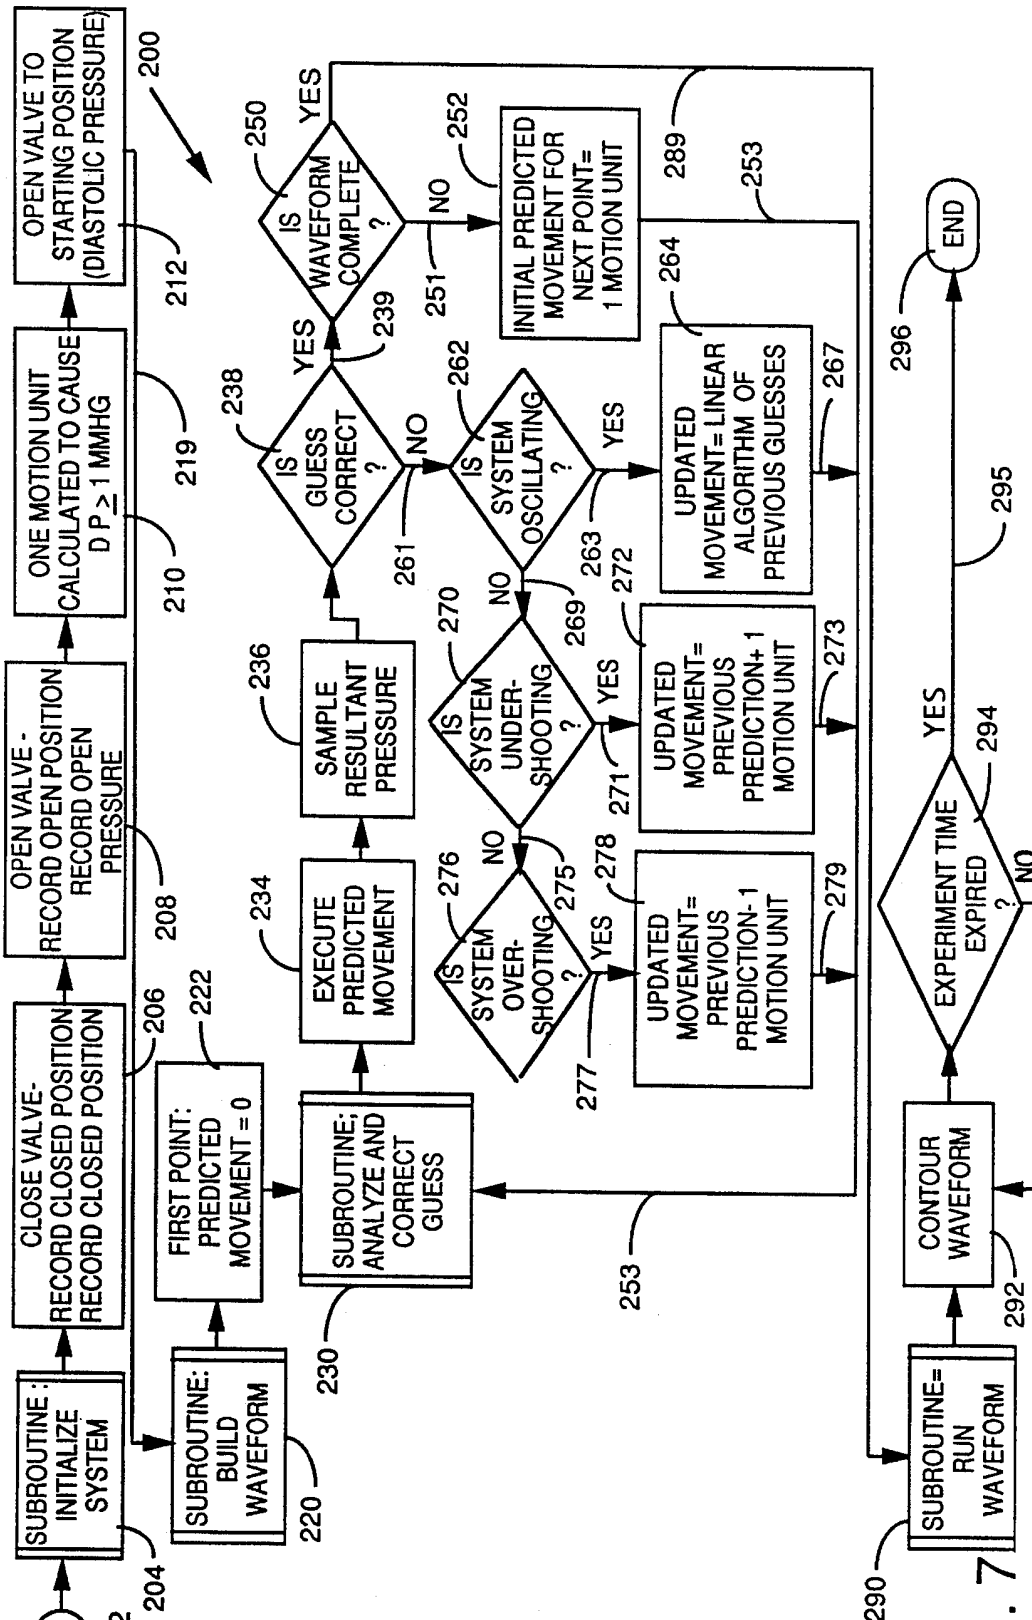 2
SUBROUTINE :
INITIALIZE
SYSTEM
204
CLOSE VALVE-
RECORD CLOSED POSITION
RECORD CLOSED POSITION
206
OPEN VALVE -
RECORD OPEN POSITION
RECORD OPEN
PRESSURE
208
ONE MOTION UNIT
CALCULATED TO CAUSE
D P ≥ 1 MMHG
210
OPEN VALVE TO
STARTING POSITION
(DIASTOLIC PRESSURE)
212
219
200
SUBROUTINE:
BUILD
WAVEFORM
220
FIRST POINT:
PREDICTED
MOVEMENT = 0
222
SUBROUTINE;
ANALYZE AND
CORRECT
GUESS
230
EXECUTE
PREDICTED
MOVEMENT
234
SAMPLE
RESULTANT
PRESSURE
236
IS
GUESS
CORRECT
?
238
YES
239
NO
261
IS
WAVEFORM
COMPLETE
?
250
YES
289
NO
251
INITIAL PREDICTED
MOVEMENT FOR
NEXT POINT=
1 MOTION UNIT
252
253
IS
SYSTEM
OSCILLATING
?
262
YES
263
NO
269
UPDATED
MOVEMENT= LINEAR
ALGORITHM OF
PREVIOUS GUESSES
264
267
IS
SYSTEM
UNDER-
SHOOTING
?
270
YES
271
NO
275
UPDATED
MOVEMENT=
PREVIOUS
PREDICTION+ 1
MOTION UNIT
272
273
IS
SYSTEM
OVER-
SHOOTING
?
276
YES
277
UPDATED
MOVEMENT=
PREVIOUS
PREDICTION- 1
MOTION UNIT
278
279
253
SUBROUTINE=
RUN
WAVEFORM
290
CONTOUR
WAVEFORM
292
EXPERIMENT TIME
EXPIRED
?
294
YES
295
NO
END
296
. 7